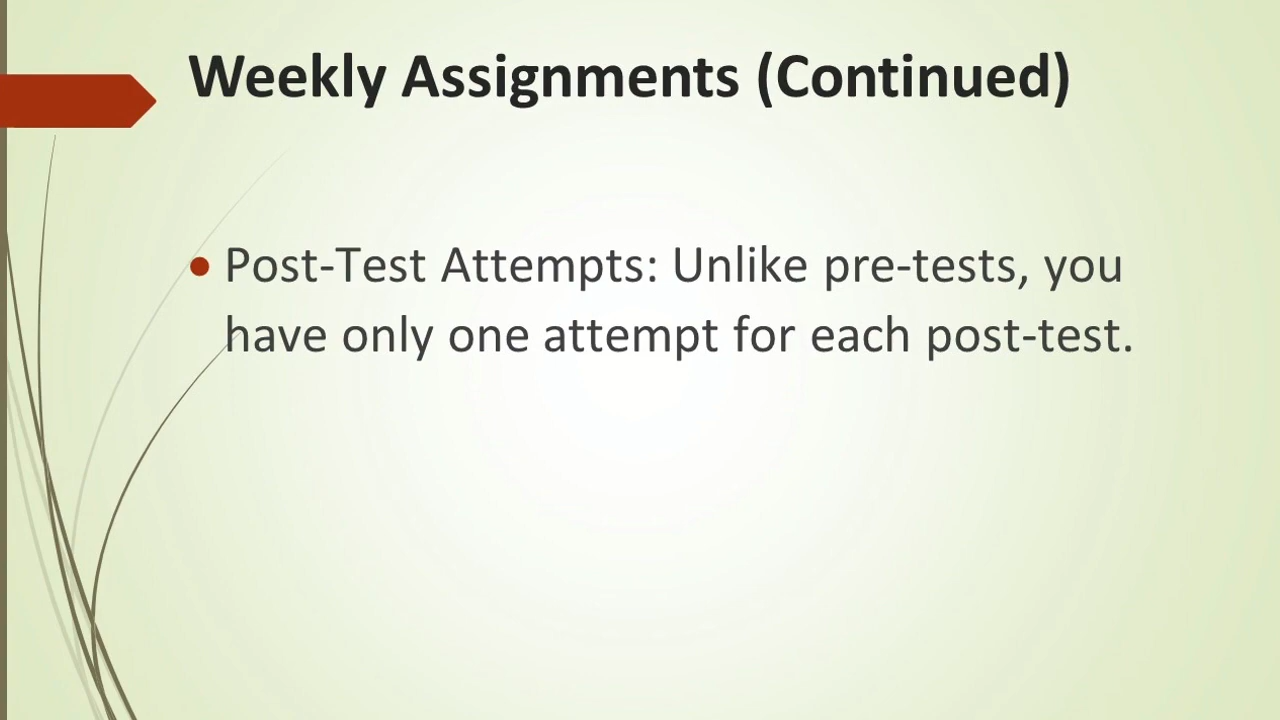 Weekly Assignments (Continued)
Post-Test Attempts: Unlike pre-tests, you
have only one attempt for each post-test.